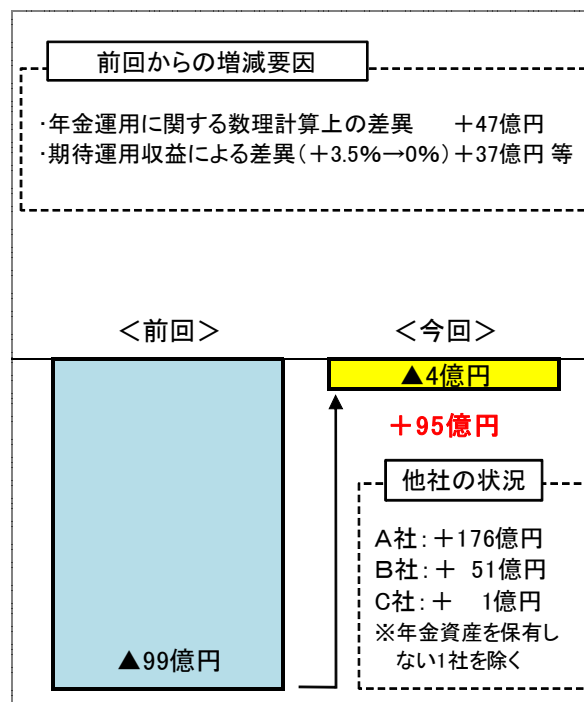 前回からの増減要因
・年金運用に関する数理計算上の差異　＋47億円
・期待運用収益による差異（＋3.5%→0%）＋37億円 等
＜前回＞
＜今回＞
▲4億円
＋95億円
他社の状況
A社：＋176億円
B社：＋ 51億円
C社：＋ 1億円
※年金資産を保有し
ない1社を除く
▲99億円